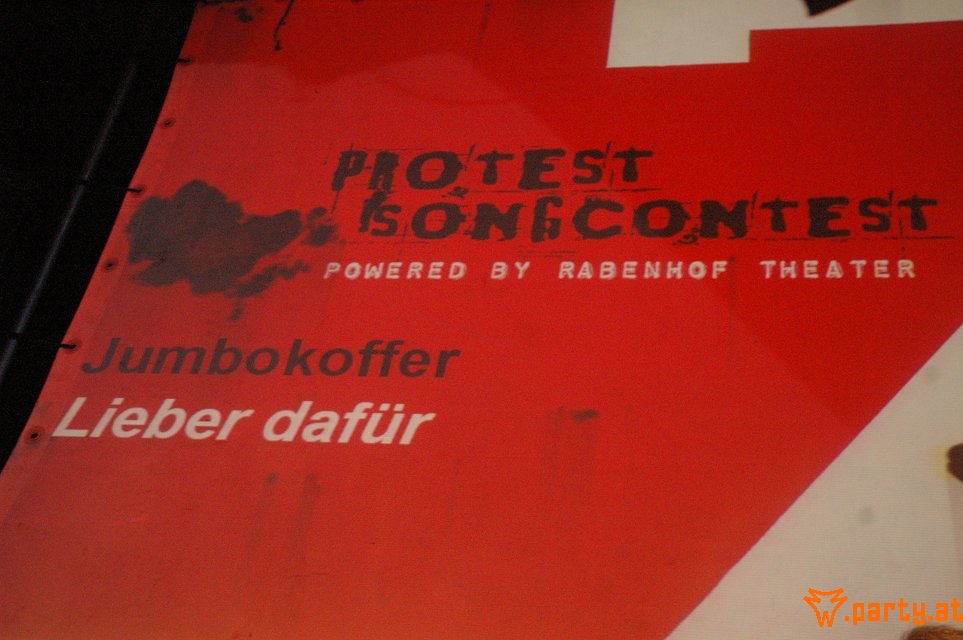 PROTEST
SONGCONTEST
POWERED BY RABENHOF THEATER
Jumbokoffer
Lieber dafür
.party.at